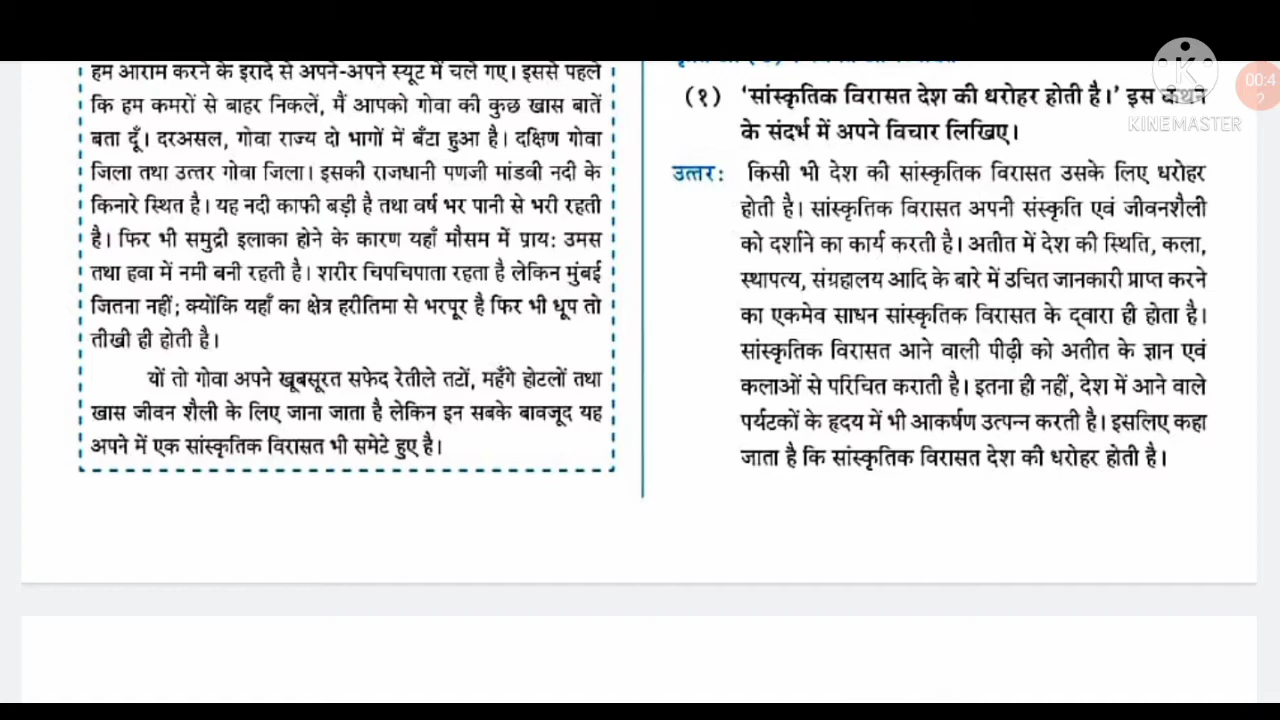 हम आराम करने के इरादे से अपने-अपने स्यूट में चले गए। इससे पहले
कि हम कमरों से बाहर निकलें, मैं आपको गोवा की कुछ खास बातें
बता दूँ। दरअसल, गोवा राज्य दो भागों में बँटा हुआ है। दक्षिण गोवा
जिला तथा उत्तर गोवा जिला। इसकी राजधानी पणजी मांडवी नदी के
किनारे स्थित है। यह नदी काफी बड़ी है तथा वर्ष भर पानी से भरी रहती
है। फिर भी समुद्री इलाका होने के कारण यहाँ मौसम में प्राय: उमस
तथा हवा में नमी बनी रहती है। शरीर चिपचिपाता रहता है लेकिन मुंबई
जितना नहीं; क्योंकि यहाँ का क्षेत्र हरीतिमा से भरपूर है फिर भी धूप तो
तीखी ही होती है।
यों तो गोवा अपने खूबसूरत सफेद रेतीले तटों, महँगे होटलों तथा
खास जीवन शैली के लिए जाना जाता है लेकिन इन सबके बावजूद यह
अपने में एक सांस्कृतिक विरासत भी समेटे हुए है।
(१) ‘सांस्कृतिक विरासत देश की धरोहर होती है।’ इस कथन
के संदर्भ में अपने विचार लिखिए।
उत्तर: किसी भी देश की सांस्कृतिक विरासत उसके लिए धरोहर
होती है। सांस्कृतिक विरासत अपनी संस्कृति एवं जीवनशैली
को दर्शाने का कार्य करती है। अतीत में देश की स्थिति, कला,
स्थापत्य, संग्रहालय आदि के बारे में उचित जानकारी प्राप्त करने
का एकमेव साधन सांस्कृतिक विरासत के द्वारा ही होता है।
सांस्कृतिक विरासत आने वाली पीढ़ी को अतीत के ज्ञान एवं
कलाओं से परिचित कराती है। इतना ही नहीं, देश में आने वाले
पर्यटकों के हृदय में भी आकर्षण उत्पन्न करती है। इसलिए कहा
जाता है कि सांस्कृतिक विरासत देश की धरोहर होती है।
K
KINEMASTER
00:4
2